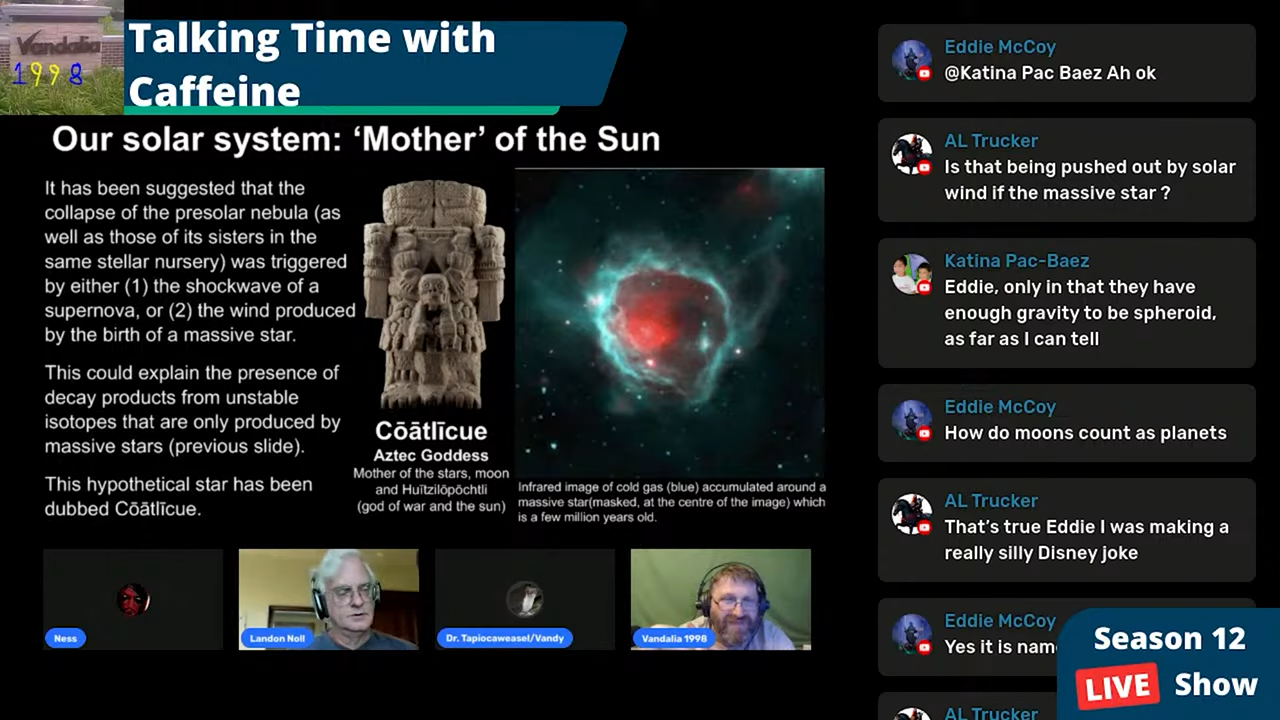 Vandalia
1998
Talking Time with
Caffeine
Our solar system: ‘Mother’ of the Sun
It has been suggested that the
collapse of the presolar nebula (as
well as those of its sisters in the
same stellar nursery) was triggered
by either (1) the shockwave of a
supernova, or (2) the wind produced
by the birth of a massive star.
This could explain the presence of
decay products from unstable
isotopes that are only produced by
massive stars (previous slide).
This hypothetical star has been
dubbed Cōātlīcue.
Cōātlīcue
Aztec Goddess
Mother of the stars, moon
and Huītzilōpōchtli
(god of war and the sun)
Infrared image of cold gas (blue) accumulated around a
massive star(masked, at the centre of the image) which
is a few million years old.
Ness
Landon Noll
Dr. Tapiocaweasel/Vandy
Vandalia 1998
Eddie McCoy
@Katina Pac Baez Ah ok
AL Trucker
Is that being pushed out by solar
wind if the massive star ?
Katina Pac-Baez
Eddie, only in that they have
enough gravity to be spheroid,
as far as I can tell
Eddie McCoy
How do moons count as planets
AL Trucker
That’s true Eddie I was making a
really silly Disney joke
Eddie McCoy
Yes it is nam
AL Trucker
Season 12
LIVE Show